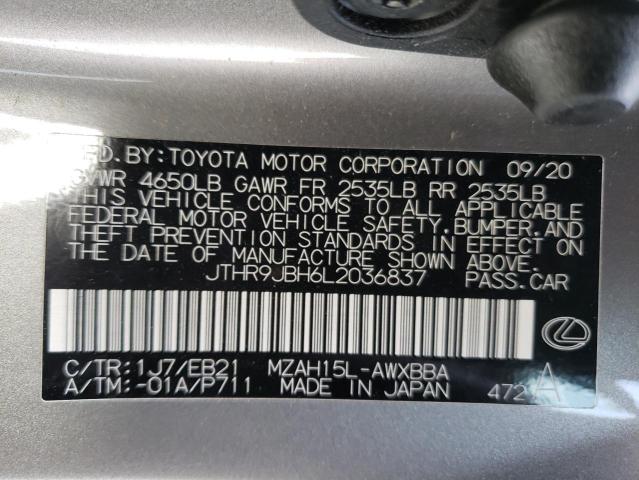 MFD. BY: TOYOTA MOTOR CORPORATION 09/20
GVWR 4650LB GAWR FR 2535LB RR 2535LB
THIS VEHICLE CONFORMS TO ALL APPLICABLE
FEDERAL MOTOR VEHICLE SAFETY, BUMPER, AND
THEFT PREVENTION STANDARDS IN EFFECT ON
THE DATE OF MANUFACTURE SHOWN ABOVE.
JTHR9JBH6L2036837 PASS.CAR
C/TR: 1J7/EB21 MZAH15L-AWXBBA
A/TM: -01A/P711 MADE IN JAPAN 472 A